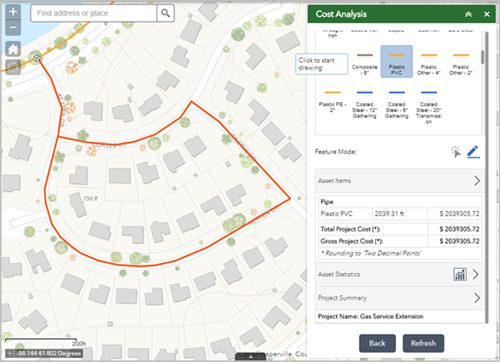 Find address or place
Cost Analysis
Iron
Iron
Click to start
drawing
Composite -
6"
Plastic
PVC
Plastic
Other - 4"
Plastic
Other - 2"
Plastic PE -
2"
Coated
Steel - 12"
Gathering
Coated
Steel - 6"
Gathering
Coated
Steel - 20"
Transmissi
on
Feature Mode:
Asset Items
Pipe
Plastic PVC 2039.31 ft $ 2039305.72
Total Project Cost (*): $ 2039305.72
Gross Project Cost (*): $ 2039305.72
* Rounding to 'Two Decimal Points'
Asset Statistics
Project Summary
Project Name: Gas Service Extension
Back Refresh
750 ft
200ft
-88.144 41.802 Degrees